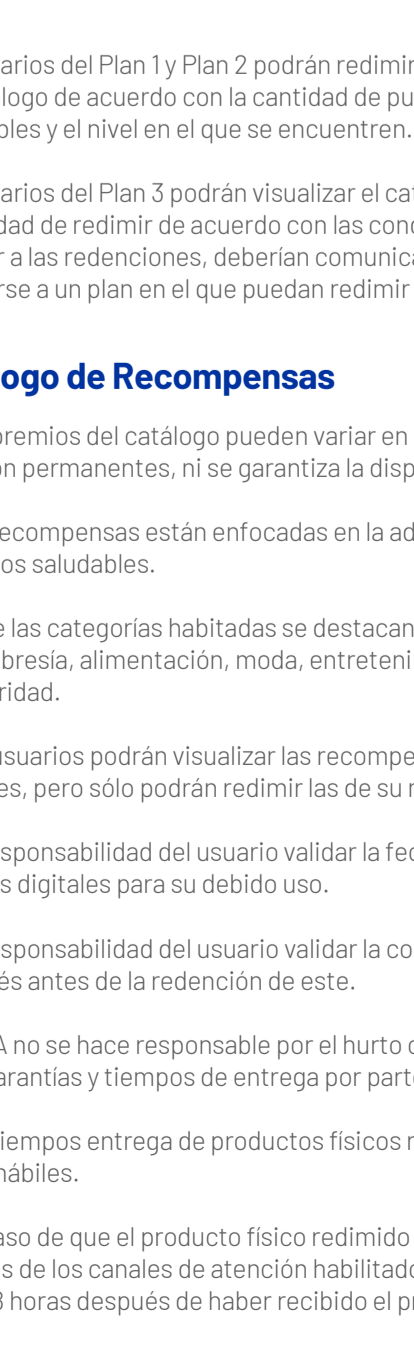 arios del Plan 1 y Plan 2 podrán redimir
logo de acuerdo con la cantidad de pu
bles y el nivel en el que se encuentren.
arios del Plan 3 podrán visualizar el cat
dad de redimir de acuerdo con las cond
r a las redenciones, deberían comunica
rse a un plan en el que puedan redimir
ogo de Recompensas
premios del catálogo pueden variar en
on permanentes, ni se garantiza la disp
recompensas están enfocadas en la ad
os saludables.
e las categorías habitadas se destacan
bresía, alimentación, moda, entreteni
ridad.
usuarios podrán visualizar las recompe
es, pero sólo podrán redimir las de su n
sponsabilidad del usuario validar la fec
s digitales para su debido uso.
sponsabilidad del usuario validar la co
és antes de la redención de este.
A no se hace responsable por el hurto o
arantías y tiempos de entrega por parte
tiempos entrega de productos físicos n
hábiles.
aso de que el producto físico redimido
s de los canales de atención habilitado
8 horas después de haber recibido el pr